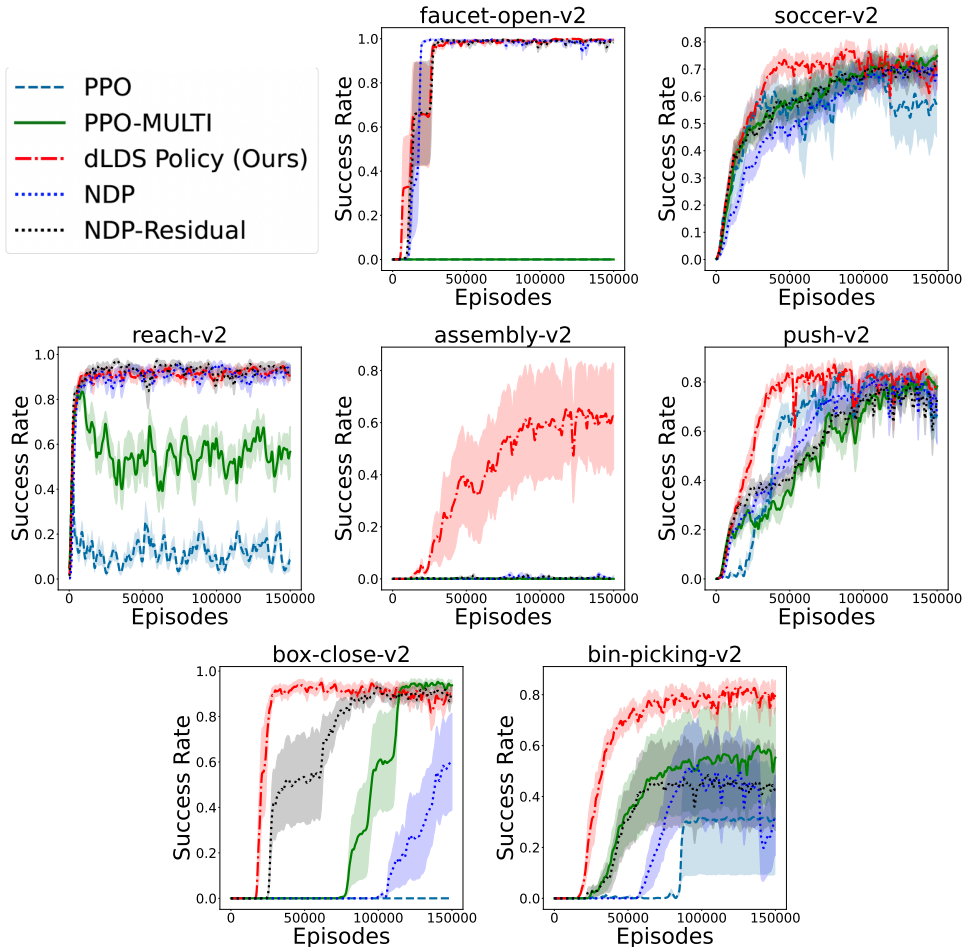 PPO
PPO-MULTI
dLDS Policy (Ours)
NDP
NDP-Residual
faucet-open-v2
Success Rate
1.0
0.8
0.6
0.4
0.2
0.0
0 50000 100000 150000
Episodes
soccer-v2
Success Rate
0.8
0.7
0.6
0.5
0.4
0.3
0.2
0.1
0.0
0 50000 100000 150000
Episodes
reach-v2
Success Rate
1.0
0.8
0.6
0.4
0.2
0.0
0 50000 100000 150000
Episodes
assembly-v2
Success Rate
0.8
0.6
0.4
0.2
0.0
0 50000 100000 150000
Episodes
push-v2
Success Rate
0.8
0.6
0.4
0.2
0.0
0 50000 100000 150000
Episodes
box-close-v2
Success Rate
1.0
0.8
0.6
0.4
0.2
0.0
0 50000 100000 150000
Episodes
bin-picking-v2
Success Rate
0.8
0.6
0.4
0.2
0.0
0 50000 100000 150000
Episodes